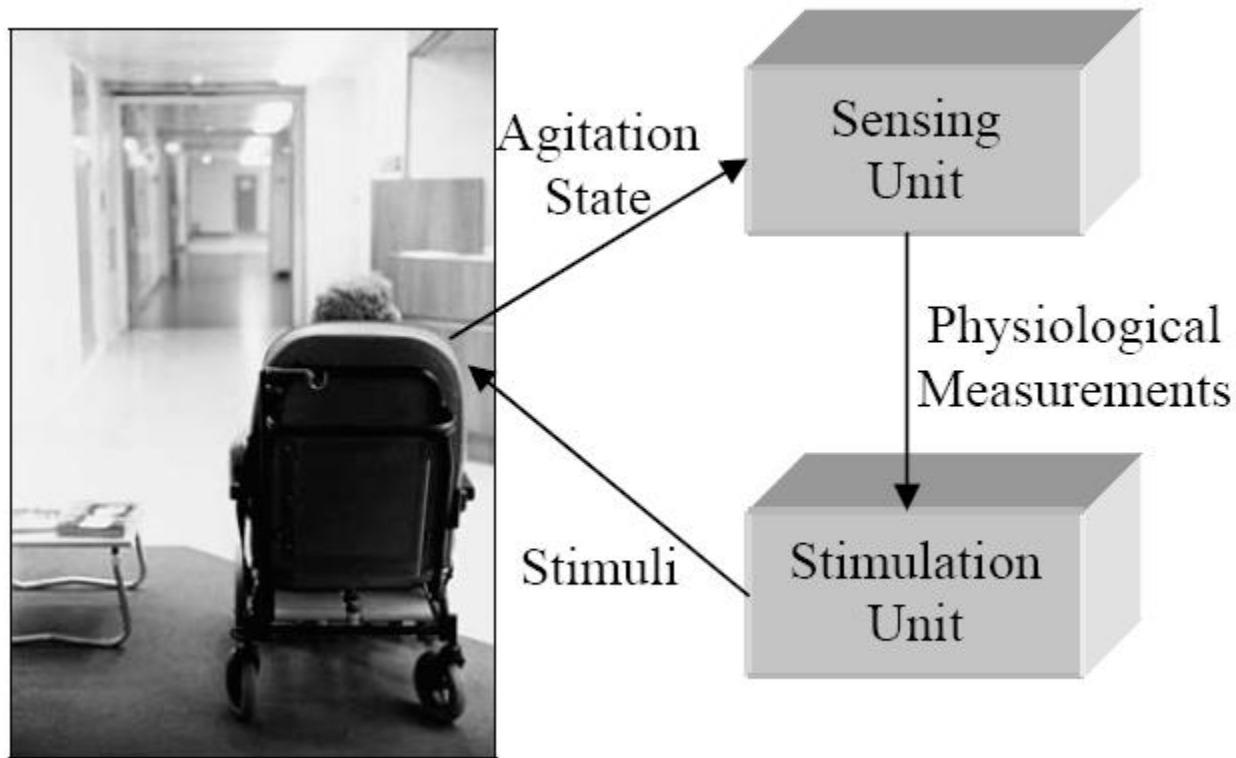 Agitation
State
Sensing
Unit
Physiological
Measurements
Stimuli
Stimulation
Unit